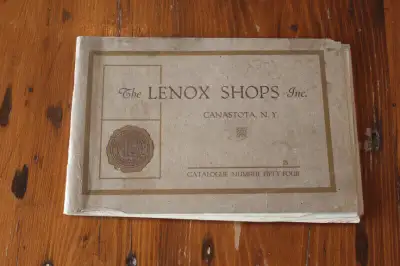 The LENOX SHOPS Inc.
CANASTOTA, N.Y.
CATALOGUE NUMBER FIFTY-FOUR